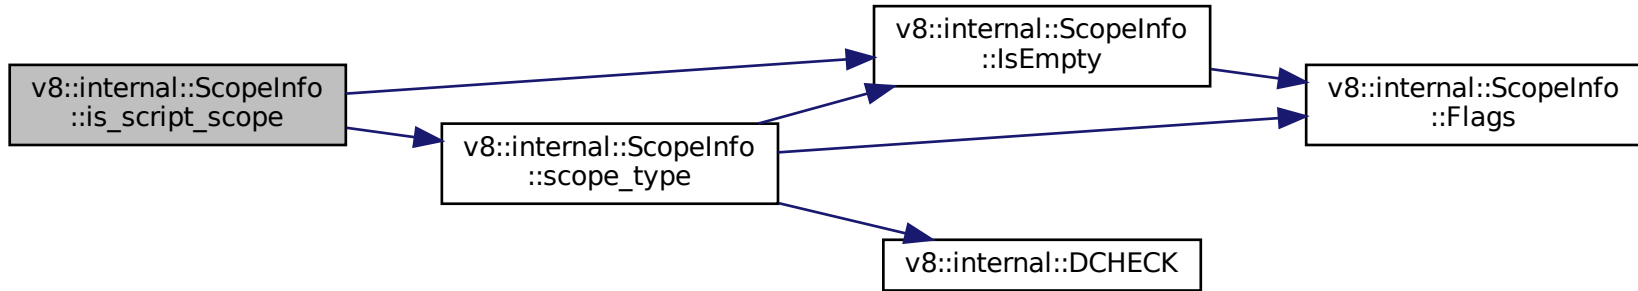 v8::internal::ScopeInfo
::is_script_scope
v8::internal::ScopeInfo
::scope_type
v8::internal::ScopeInfo
::IsEmpty
v8::internal::DCHECK
v8::internal::ScopeInfo
::Flags